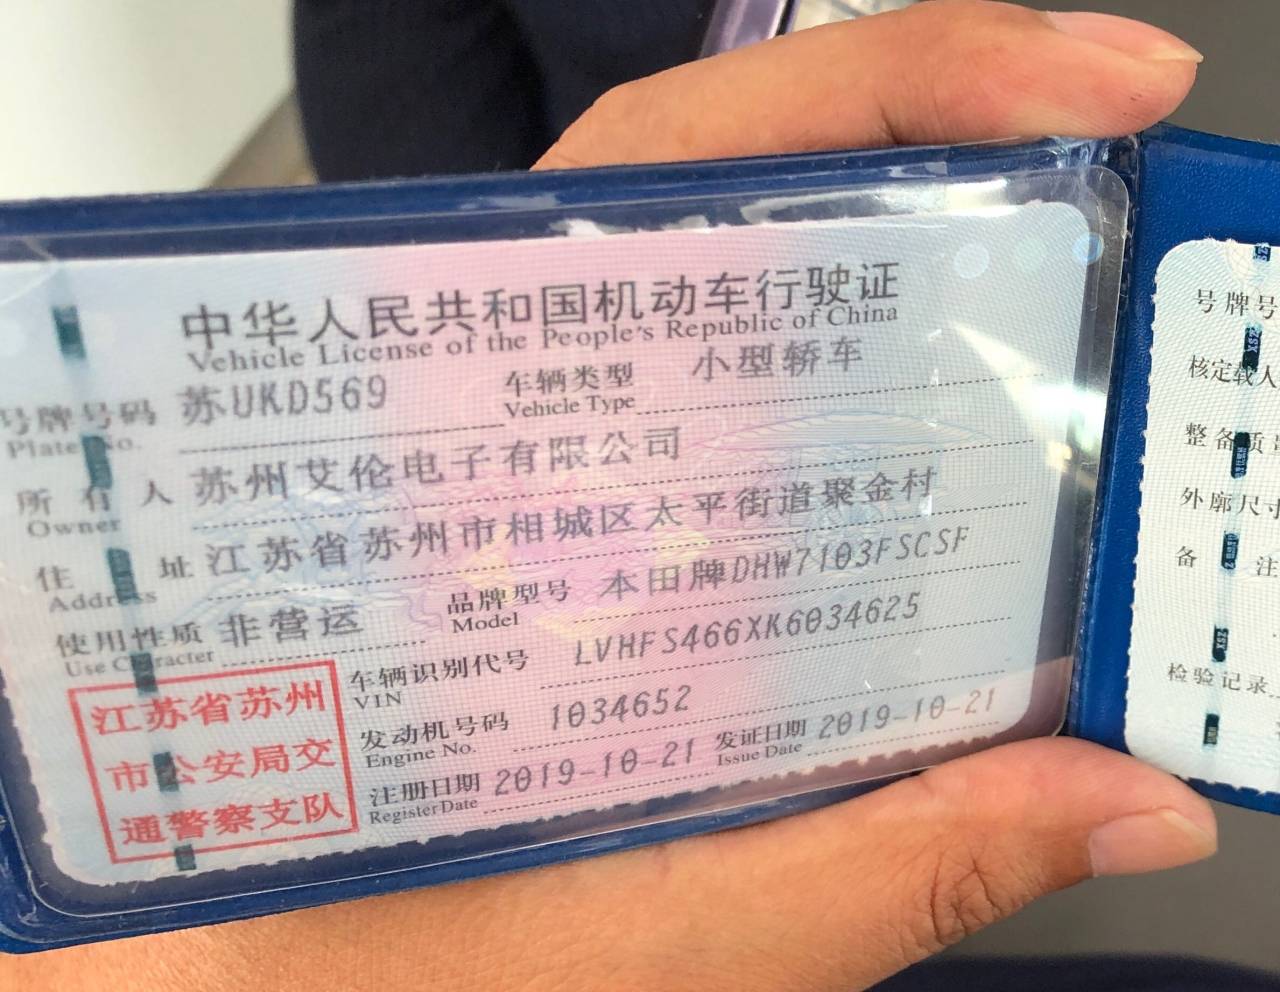 中华人民共和国机动车行驶证
Vehicle License of the People's Republic of China
号牌号码 苏UKD569 车辆类型 小型轿车
Plate No. Vehicle Type
所有人 苏州艾伦电子有限公司
Owner
住址 江苏省苏州市相城区太平街道聚金村
Address
使用性质 非营运 品牌型号 本田牌DHW7103FSCSF
Use Character Model
车辆识别代号 LVHFS466XK6034625
VIN
发动机号码 1034652
Engine No.
注册日期 2019-10-21 发证日期 2019-10-21
Register Date Issue Date
江苏省苏州
市公安局交
通警察支队
号牌号
核定载人
整备质
外廓尺寸
备注
检验记录